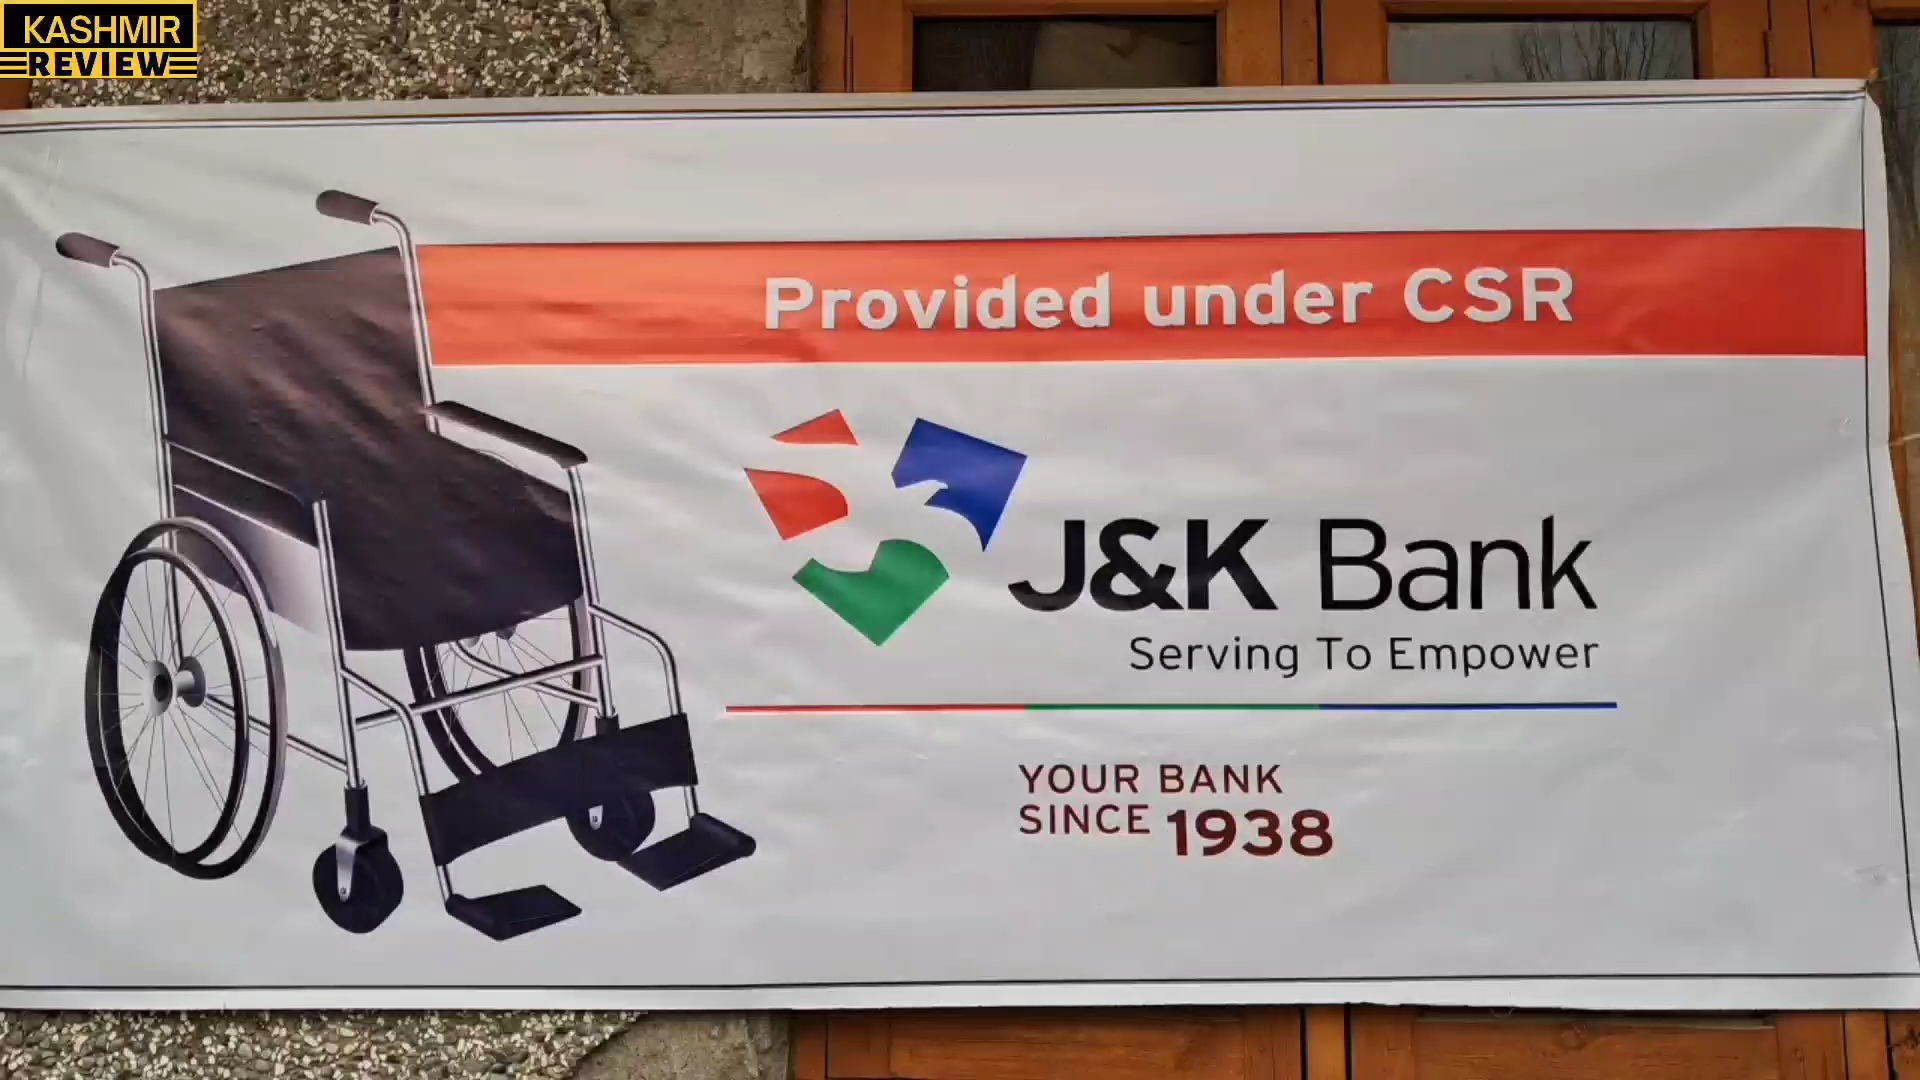 KASHMIR
REVIEW
Provided under CSR
J&K Bank
Serving To Empower
YOUR BANK
SINCE 1938